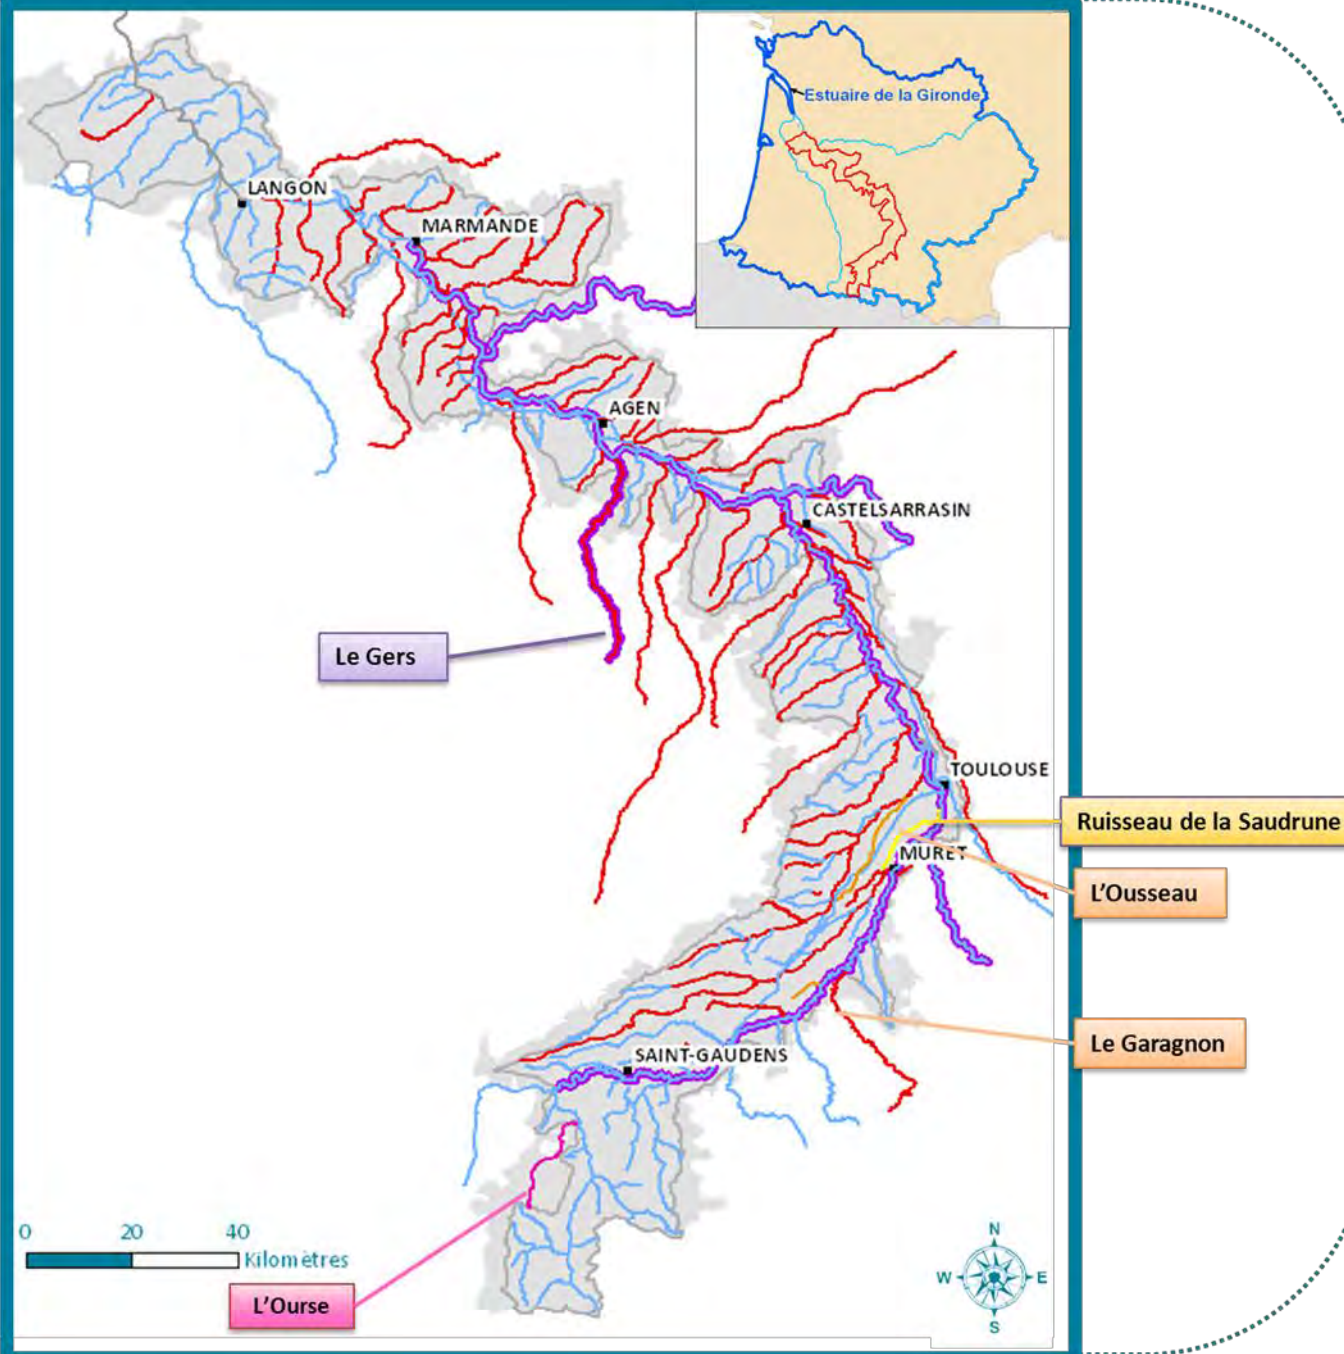 Estuaire de la Gironde
LANGON
MARMANDE
AGEN
CASTELSARRASIN
Le Gers
TOULOUSE
Ruisseau de la Saudrune
MURET
L'Ousseau
Le Garagnon
SAINT-GAUDENS
0 20 40
Kilomètres
L'Ourse
N
W E
S